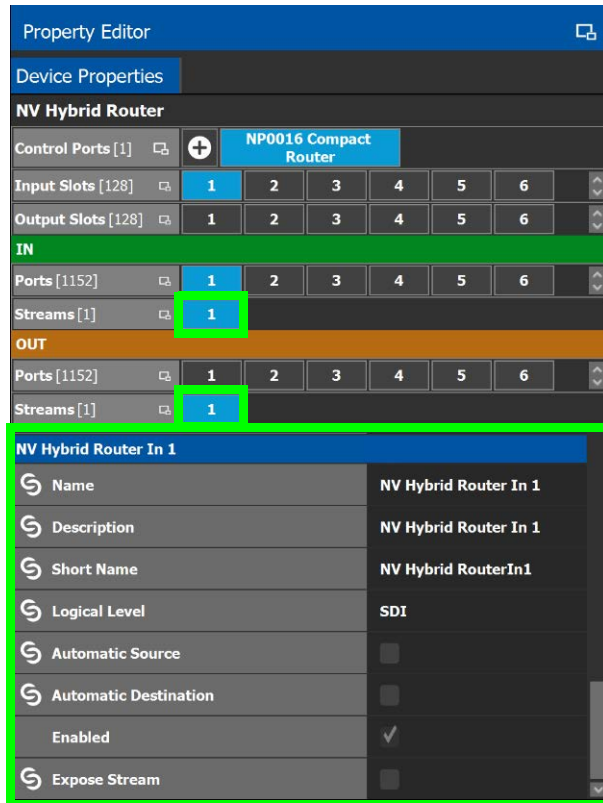 Property Editor
Device Properties
NV Hybrid Router
Control Ports [1] NP0016 Compact
Router
Input Slots [128] 1 2 3 4 5 6
Output Slots [128] 1 2 3 4 5 6
IN
Ports [1152] 1 2 3 4 5 6
Streams [1] 1
OUT
Ports [1152] 1 2 3 4 5 6
Streams [1] 1
NV Hybrid Router In 1
Name NV Hybrid Router In 1
Description NV Hybrid Router In 1
Short Name NV Hybrid RouterIn1
Logical Level SDI
Automatic Source
Automatic Destination
Enabled
Expose Stream